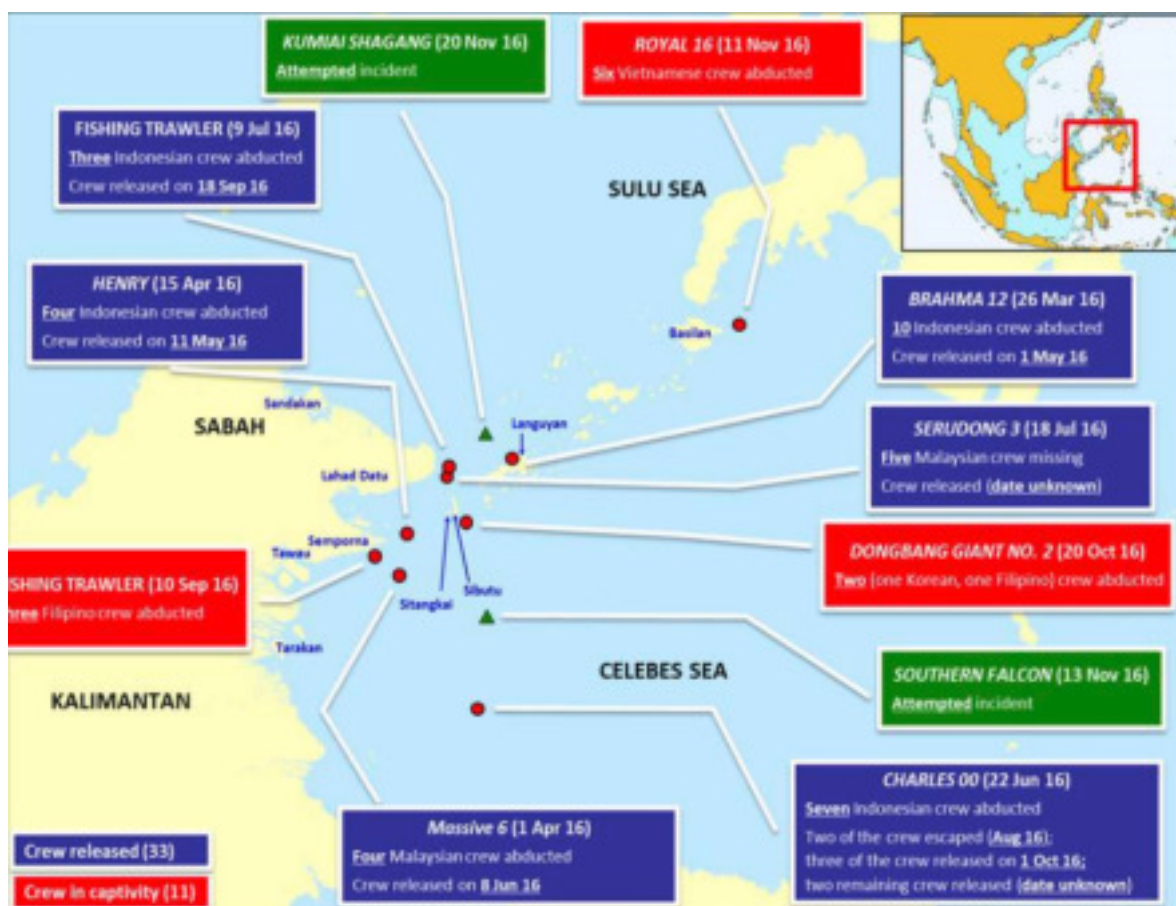 KUMIAI SHAGANG (20 Nov 16)
Attempted incident
ROYAL 16 (11 Nov 16)
Six Vietnamese crew abducted
FISHING TRAWLER (9 Jul 16)
Three Indonesian crew abducted
Crew released on 18 Sep 16
SULU SEA
HENRY (15 Apr 16)
Four Indonesian crew abducted
Crew released on 11 May 16
BRAHMA 12 (26 Mar 16)
10 Indonesian crew abducted
Crew released on 1 May 16
Basilan
Sandakan
SABAH
Languyan
Lahad Datu
SERUDONG 3 (18 Jul 16)
Five Malaysian crew missing
Crew released (date unknown)
Semporna
Tawau
Sibutu
Sitangkai
DONGBANG GIANT NO. 2 (20 Oct 16)
Two (one Korean, one Filipino) crew abducted
SHING TRAWLER (10 Sep 16)
hree Filipino crew abducted
Tarakan
CELEBES SEA
SOUTHERN FALCON (13 Nov 16)
Attempted incident
KALIMANTAN
CHARLES 00 (22 Jun 16)
Seven Indonesian crew abducted
Two of the crew escaped (Aug 16);
three of the crew released on 1 Oct 16;
two remaining crew released (date unknown)
Massive 6 (1 Apr 16)
Four Malaysian crew abducted
Crew released on 8 Jun 16
Crew released (33)
Crew in captivity (11)